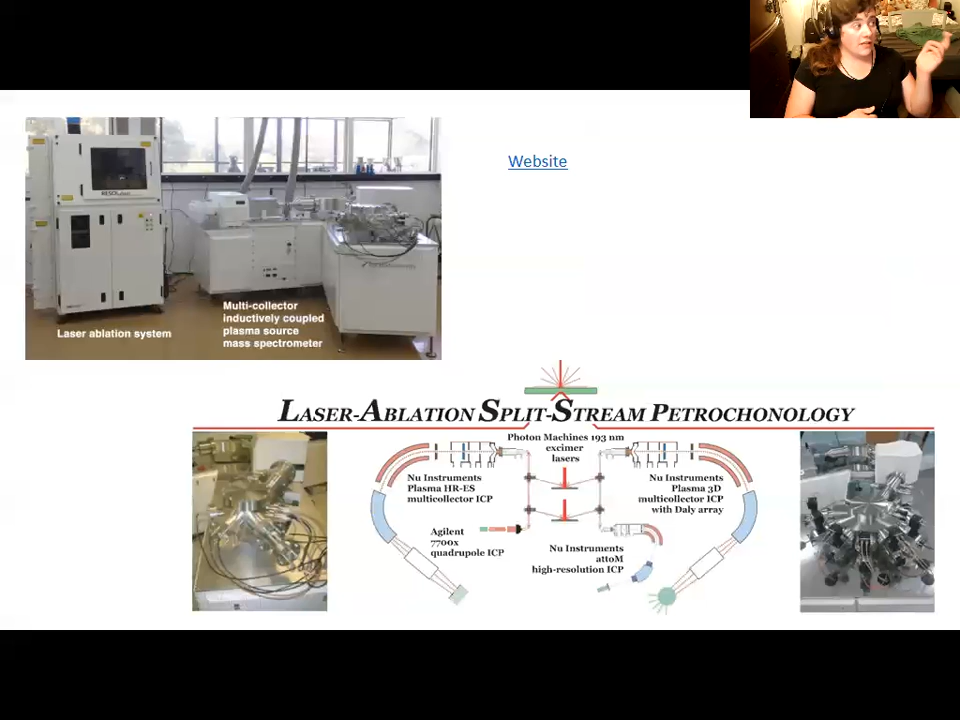 Website
Laser ablation system
Multi-collector
inductively coupled
plasma source
mass spectrometer
LASER-ABLATION SPLIT-STREAM PETROCHONOLOGY
Photon Machines 193 nm
excimer
lasers
Nu Instruments
Plasma HR-ES
multicollector ICP
Nu Instruments
Plasma 3D
multicollector ICP
with Daly array
Agilent
7700x
quadrupole ICP
Nu Instruments
attoM
high-resolution ICP